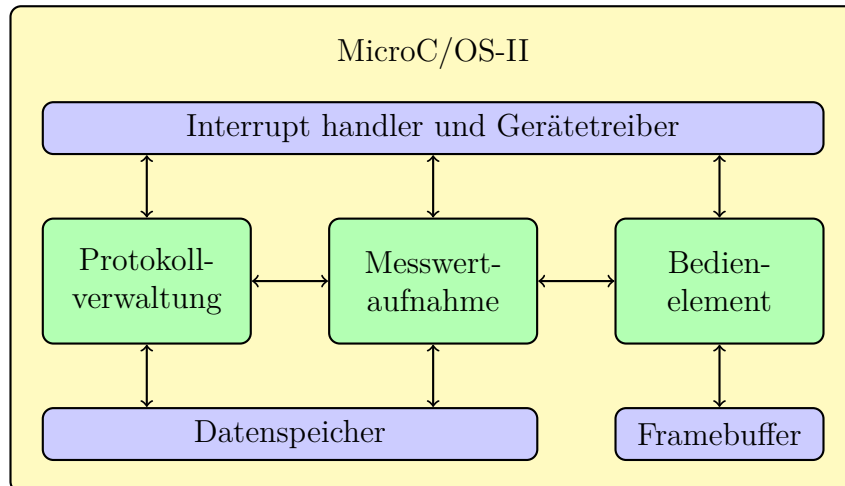 MicroC/OS-II
Interrupt handler und Gerätetreiber
Protokoll-
verwaltung
Messwert-
aufnahme
Bedien-
element
Datenspeicher
Framebuffer